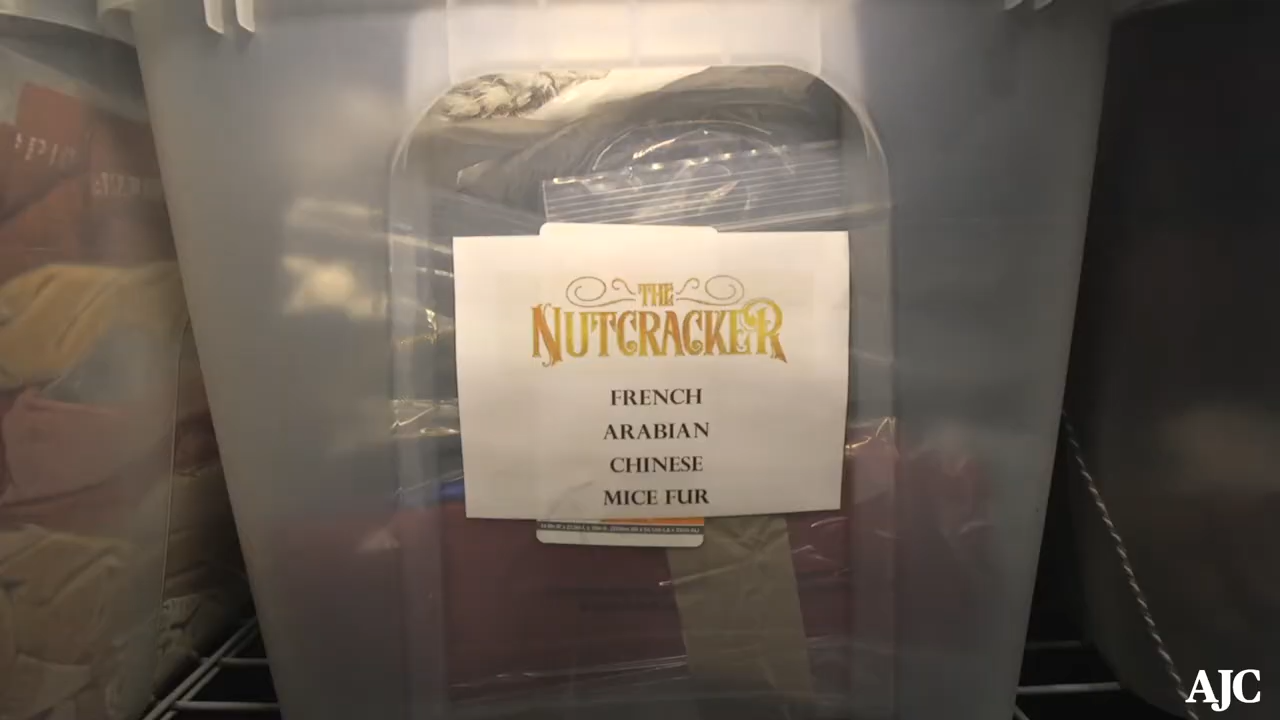 THE
NUTCRACKER
FRENCH
ARABIAN
CHINESE
MICE FUR
AJC